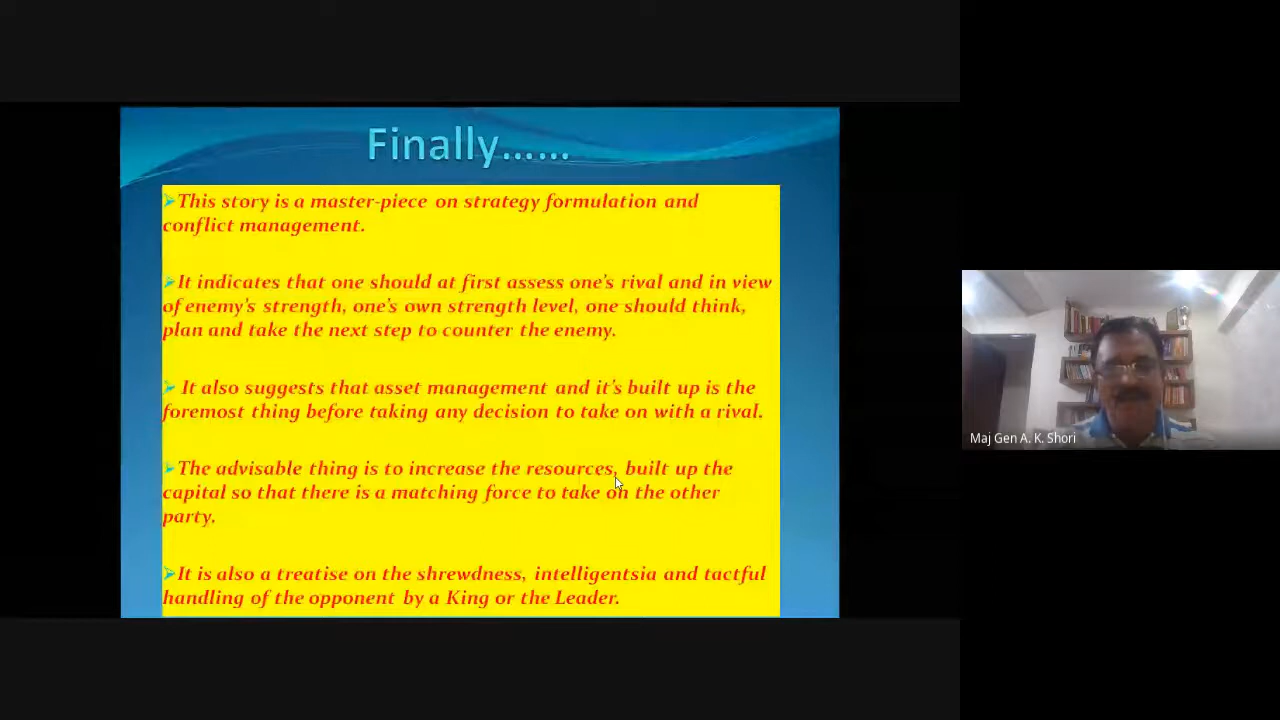 Finally......
➢This story is a master-piece on strategy formulation and
conflict management.
➢It indicates that one should at first assess one's rival and in view
of enemy's strength, one's own strength level, one should think,
plan and take the next step to counter the enemy.
➢ It also suggests that asset management and it's built up is the
foremost thing before taking any decision to take on with a rival.
➢The advisable thing is to increase the resources, built up the
capital so that there is a matching force to take on the other
party.
➢It is also a treatise on the shrewdness, intelligentsia and tactful
handling of the opponent by a King or the Leader.
Maj Gen A. K. Shori